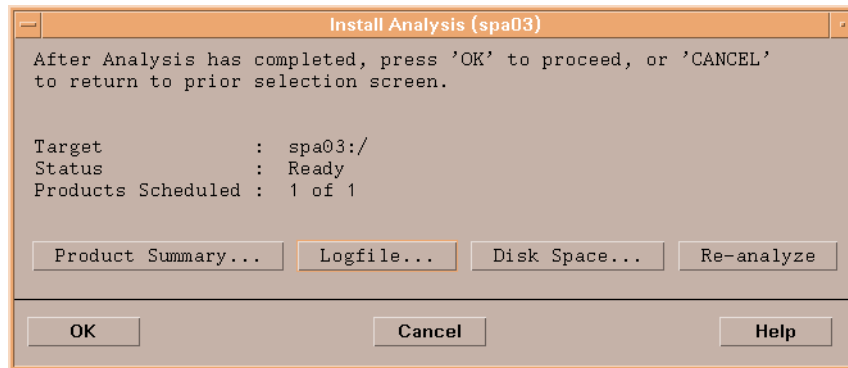 Install Analysis (spa03)
After Analysis has completed, press 'OK' to proceed, or 'CANCEL'
to return to prior selection screen.
Target : spa03:/
Status : Ready
Products Scheduled : 1 of 1
Product Summary... Logfile... Disk Space... Re-analyze
OK Cancel Help